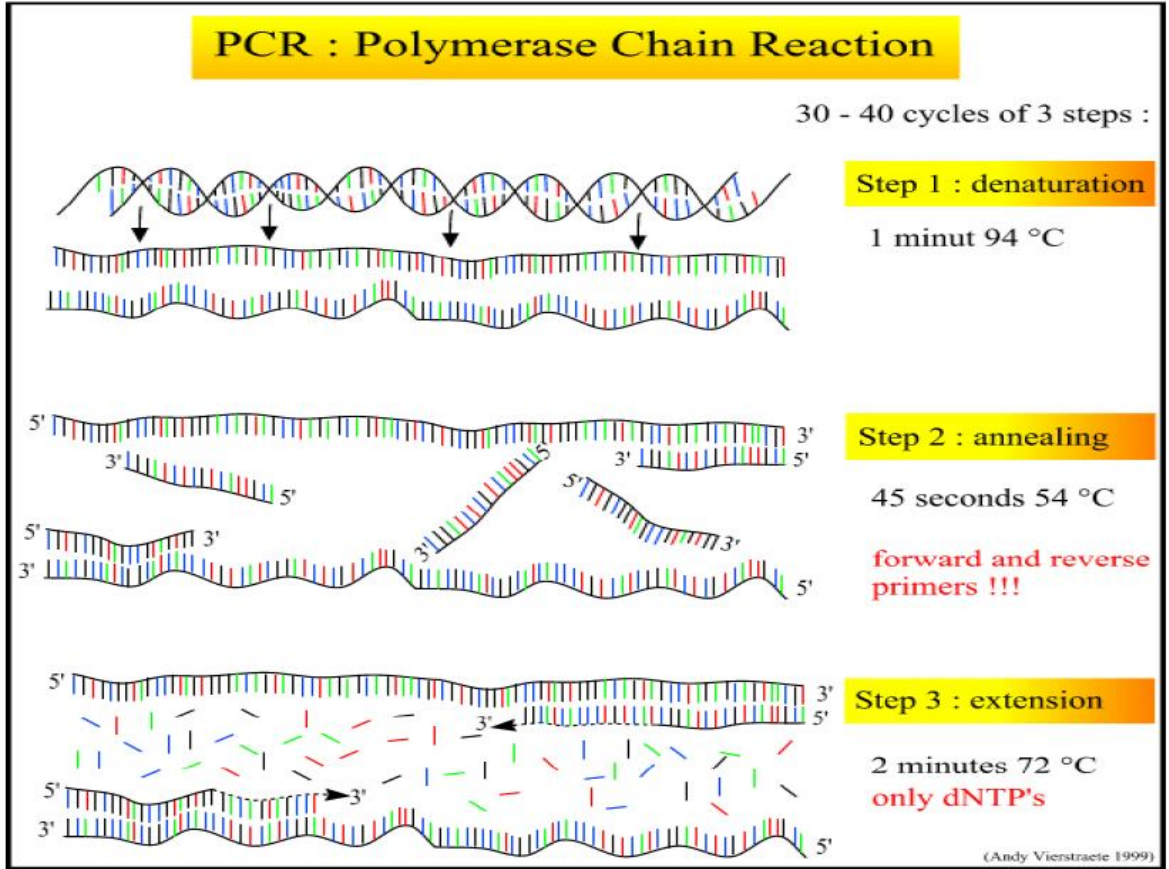 PCR : Polymerase Chain Reaction
30 - 40 cycles of 3 steps :
Step 1 : denaturation
1 minut 94 °C
5'
3'
Step 2 : annealing
3'
5'
5'
3'
5'
3'
5'
45 seconds 54 °C
5'
3'
3'
3'
forward and reverse
primers !!!
3'
5'
5'
3'
Step 3 : extension
3'
5'
2 minutes 72 °C
5'
3'
only dNTP's
3'
5'
(Andy Vierstraete 1999)